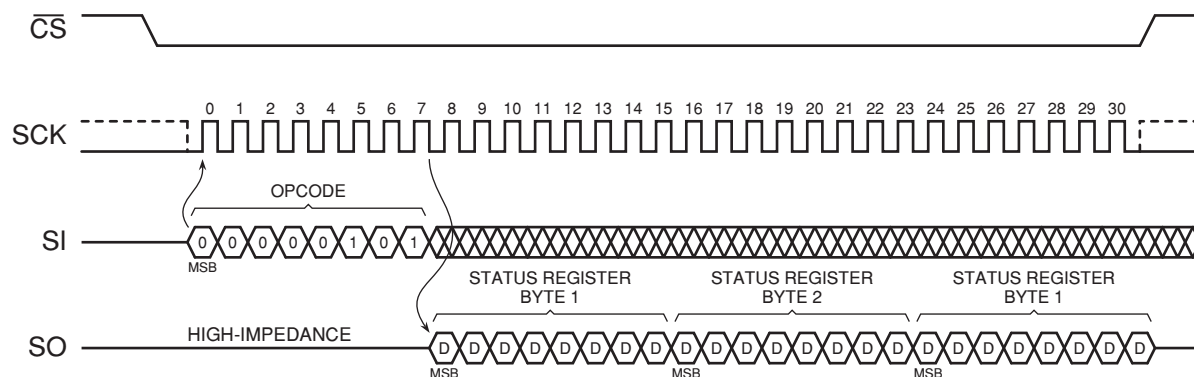 CS
0 1 2 3 4 5 6 7 8 9 10 11 12 13 14 15 16 17 18 19 20 21 22 23 24 25 26 27 28 29 30
SCK
OPCODE
SI 0 0 0 0 0 1 0 1
MSB
STATUS REGISTER BYTE 1
STATUS REGISTER BYTE 2
STATUS REGISTER BYTE 1
HIGH-IMPEDANCE
SO D D D D D D D D D D D D D D D D D D D D D D D D
MSB MSB MSB